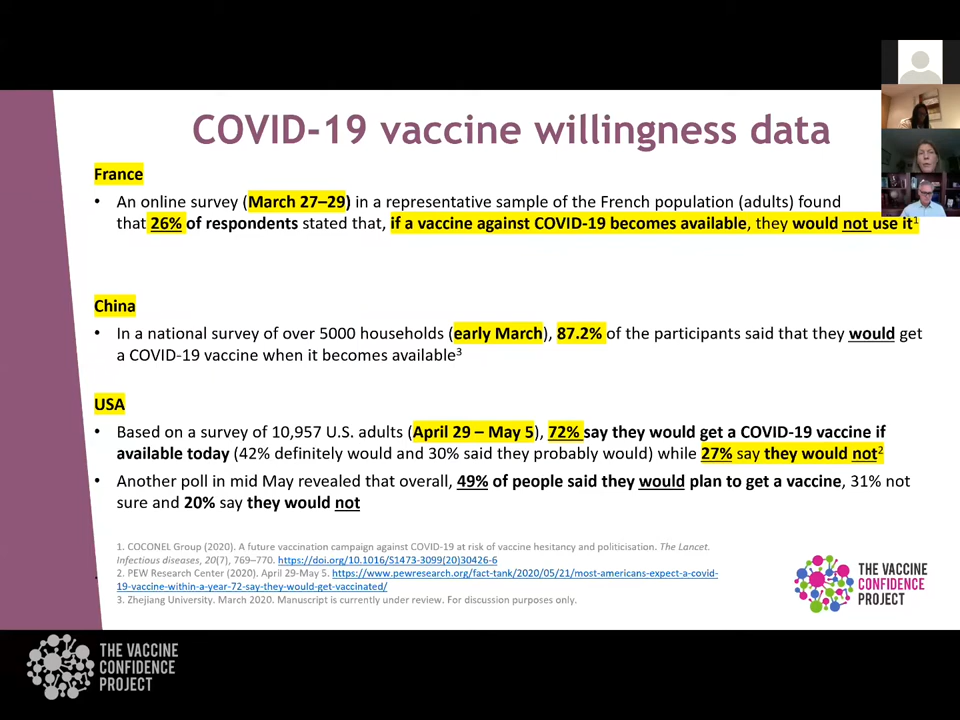 COVID-19 vaccine willingness data
France
• An online survey (March 27–29) in a representative sample of the French population (adults) found
that 26% of respondents stated that, if a vaccine against COVID-19 becomes available, they would not use it1
China
• In a national survey of over 5000 households (early March), 87.2% of the participants said that they would get
a COVID-19 vaccine when it becomes available3
USA
• Based on a survey of 10,957 U.S. adults (April 29 – May 5), 72% say they would get a COVID-19 vaccine if
available today (42% definitely would and 30% said they probably would) while 27% say they would not2
• Another poll in mid May revealed that overall, 49% of people said they would plan to get a vaccine, 31% not
sure and 20% say they would not
1. COCONEL Group (2020). A future vaccination campaign against COVID-19 at risk of vaccine hesitancy and politicisation. The Lancet.
Infectious diseases, 20(7), 769–770. https://doi.org/10.1016/S1473-3099(20)30426-6
2. PEW Research Center (2020). April 29-May 5. https://www.pewresearch.org/fact-tank/2020/05/21/most-americans-expect-a-covid-
19-vaccine-within-a-year-72-say-they-would-get-vaccinated/
3. Zhejiang University. March 2020. Manuscript is currently under review. For discussion purposes only.
THE VACCINE
CONFIDENCE
PROJECT
THE VACCINE
CONFIDENCE
PROJECT